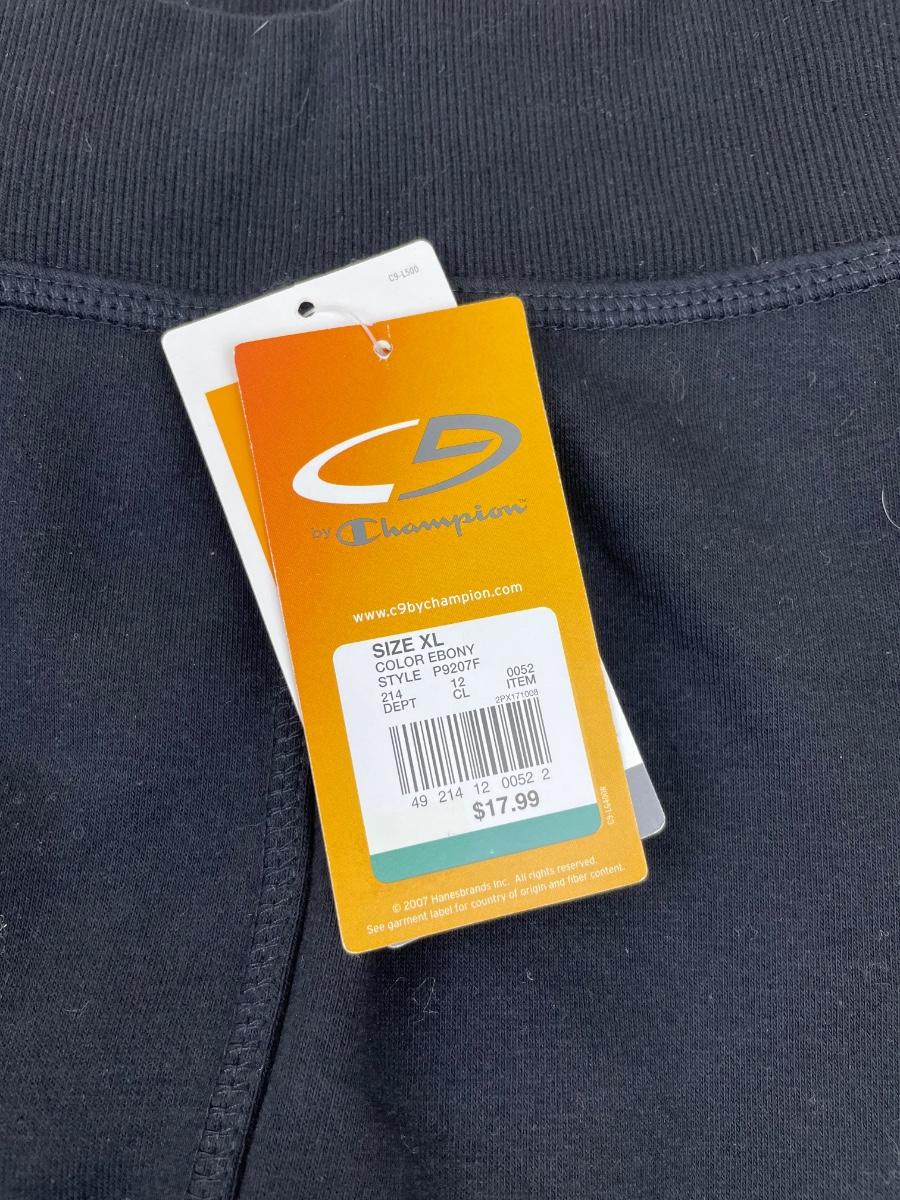 C9-L500
C9
by Champion™
www.c9bychampion.com
SIZE XL
COLOR EBONY
STYLE P9207F
214 12 0052
DEPT CL ITEM
2PX171008
49 214 12 0052 2
$17.99
C9-LG400R
© 2007 Hanesbrands Inc. All rights reserved.
See garment label for country of origin and fiber content.